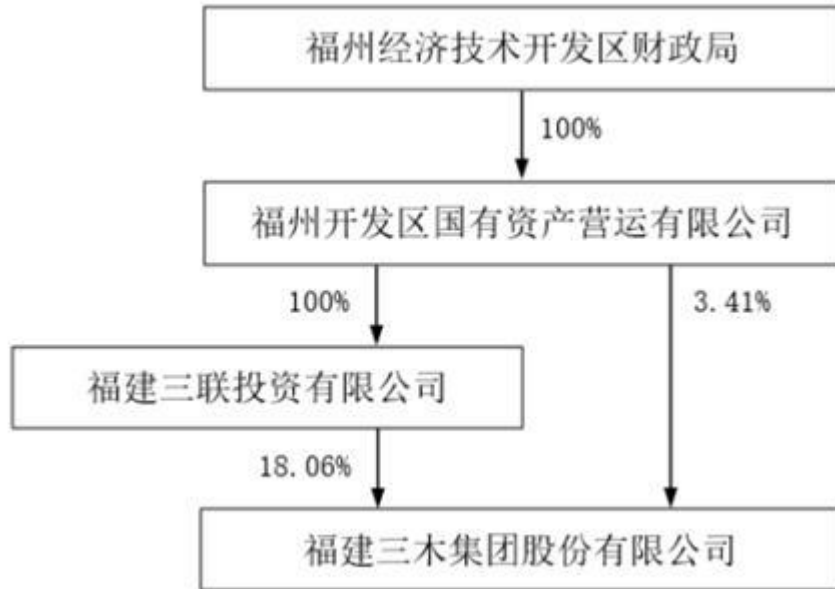 福州经济技术开发区财政局
100%
福州开发区国有资产营运有限公司
100%
3.41%
福建三联投资有限公司
18.06%
福建三木集团股份有限公司